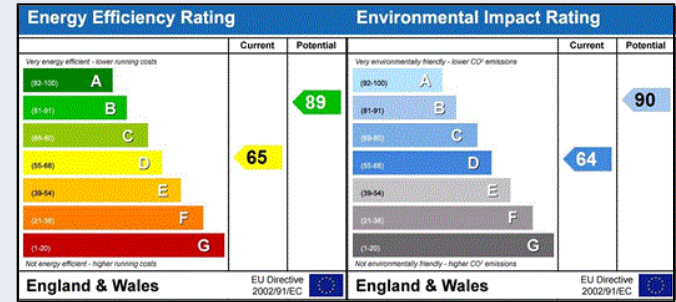 Energy Efficiency Rating
Current Potential
Very energy efficient - lower running costs
(92-100) A
(81-91) B
(69-80) C
(55-68) D
(39-54) E
(21-38) F
(1-20) G
65
89
Not energy efficient - higher running costs
England & Wales
EU Directive
2002/91/EC
Environmental Impact Rating
Current Potential
Very environmentally friendly - lower CO² emissions
(92-100) A
(81-91) B
(69-80) C
(55-68) D
(39-54) E
(21-38) F
(1-20) G
64
90
Not environmentally friendly - higher CO² emissions
England & Wales
EU Directive
2002/91/EC